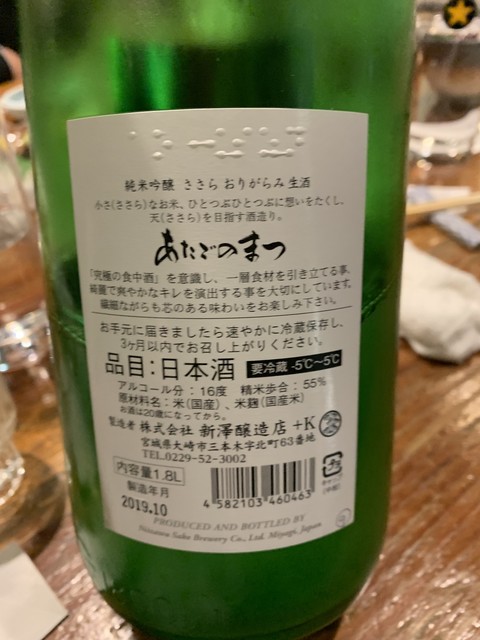 純米吟醸 ささら おりがらみ 生酒
小さ(ささら)なお米、ひとつぶひとつぶに想いをたくし、
天(ささら)を目指す酒造り。
あたごのまつ
「究極の食中酒」を意識し、一層食材を引き立てる事、
綺麗で爽やかなキレを演出する事を大切にしています。
繊細ながらも芯のある味わいをお楽しみ下さい。
お手元に届きましたら速やかに冷蔵保存し、
3ヶ月以内でお召し上がりください。
品目:日本酒 要冷蔵 -5℃~5℃
アルコール分：16度 精米歩合：55%
原材料名：米(国産)、米麹(国産米)
お酒は20歳になってから。
製造者 株式会社 新澤醸造店 +K
宮城県大崎市三本木字北町63番地
TEL.0229-52-3002
内容量1.8L
製造年月
2019.10
4 582103 460463
PRODUCED AND BOTTLED BY
Niizawa Sake Brewery Co., Ltd. Miyagi, Japan